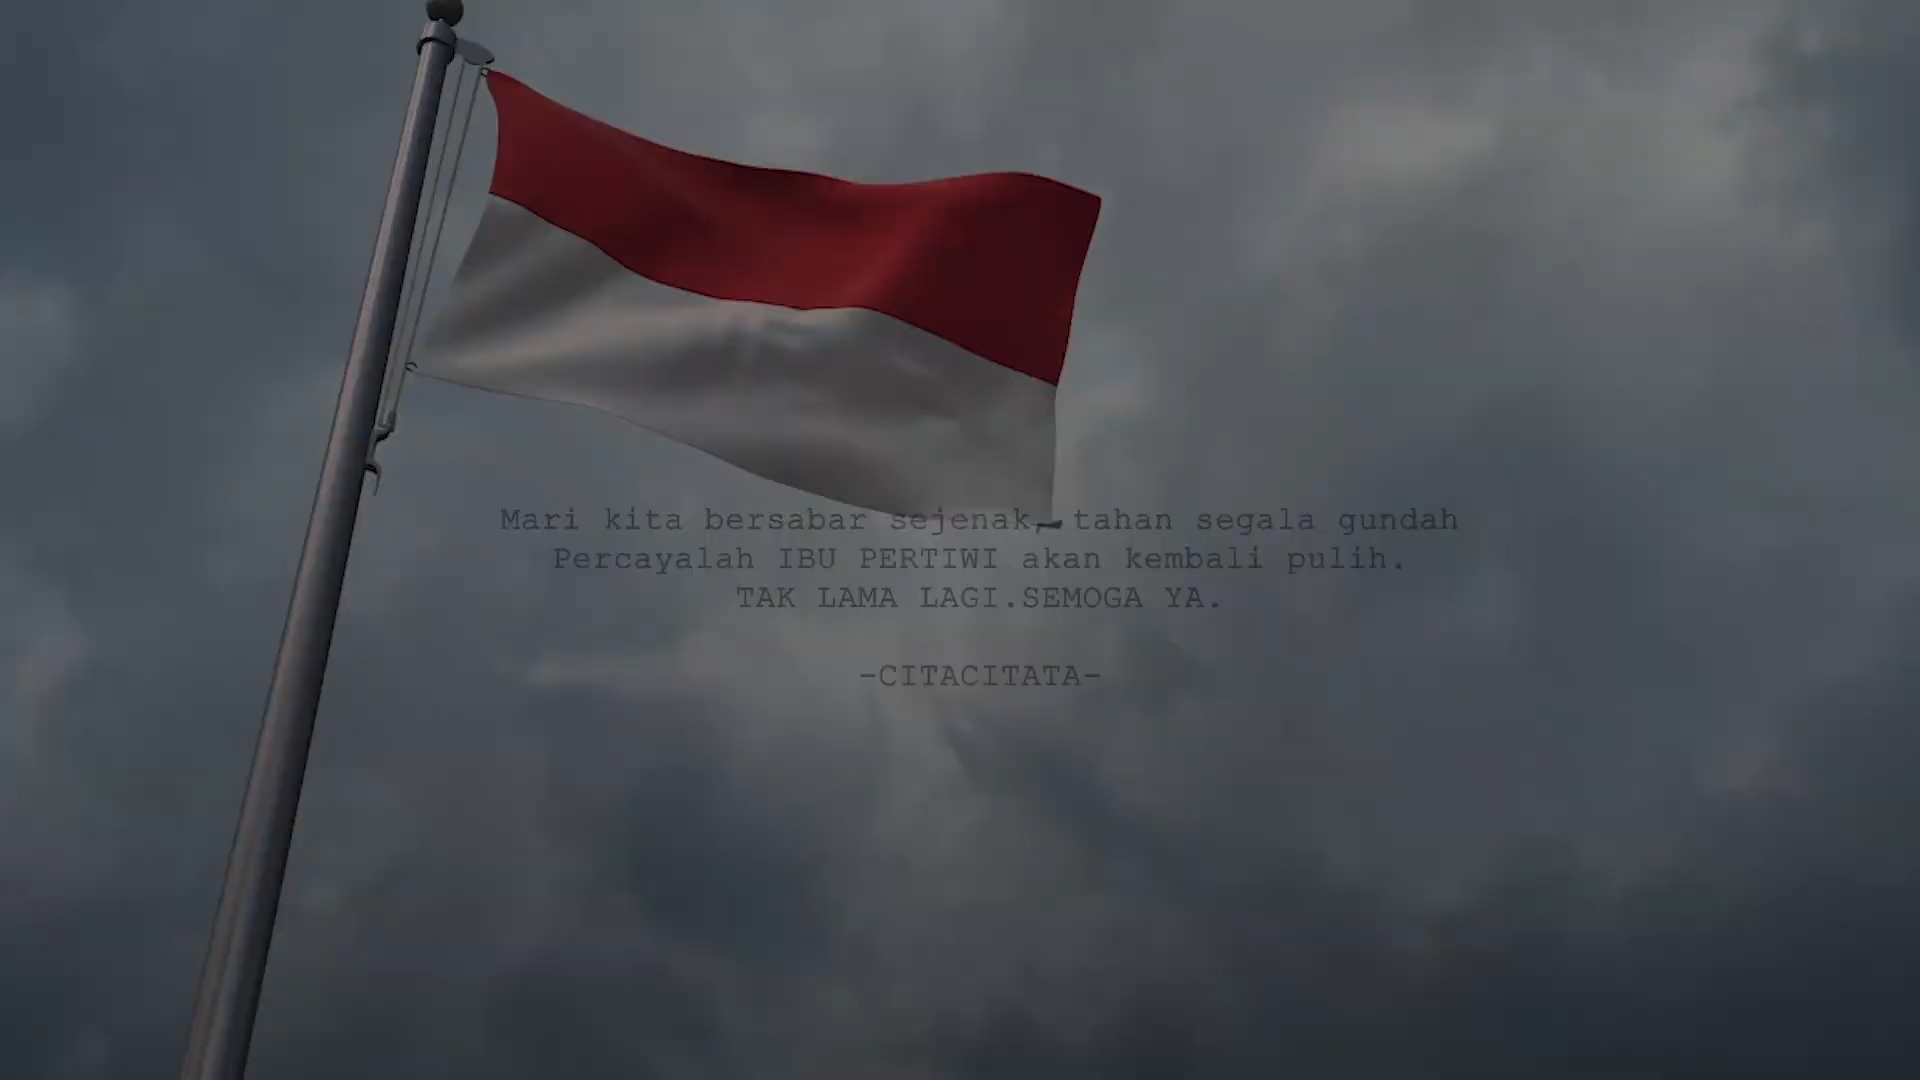 Mari kita bersabar sejenak, tahan segala gundah
Percayalah IBU PERTIWI akan kembali pulih.
TAK LAMA LAGI.SEMOGA YA.
-CITACITATA-